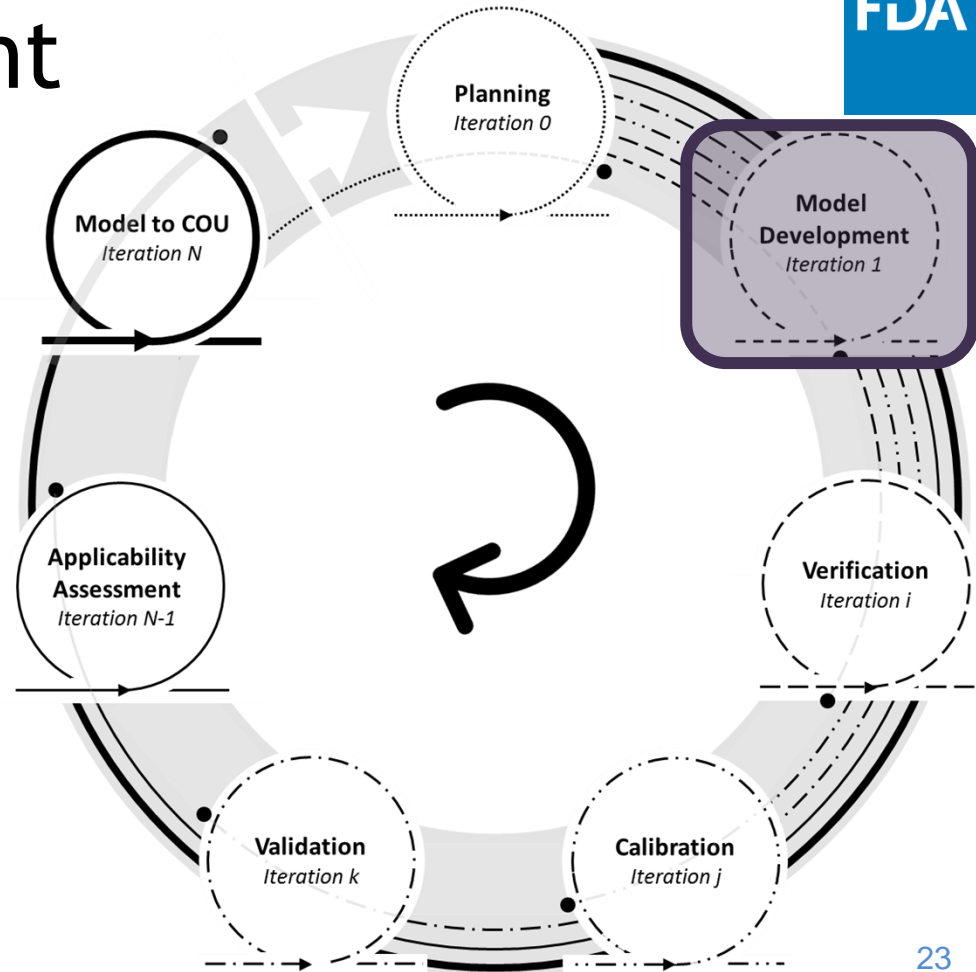 nt
FDA
Planning
Iteration 0
Model
Development
Iteration 1
Verification
Iteration i
Calibration
Iteration j
Validation
Iteration k
Applicability
Assessment
Iteration N-1
Model to COU
Iteration N
23